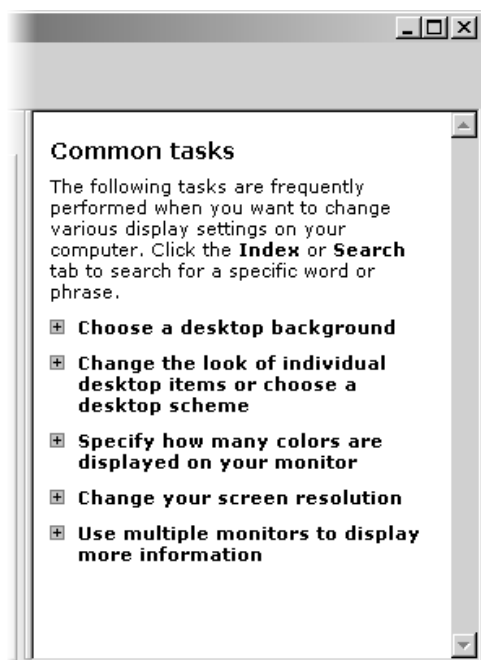 Common tasks
The following tasks are frequently
performed when you want to change
various display settings on your
computer. Click the Index or Search
tab to search for a specific word or
phrase.
Choose a desktop background
Change the look of individual
desktop items or choose a
desktop scheme
Specify how many colors are
displayed on your monitor
Change your screen resolution
Use multiple monitors to display
more information